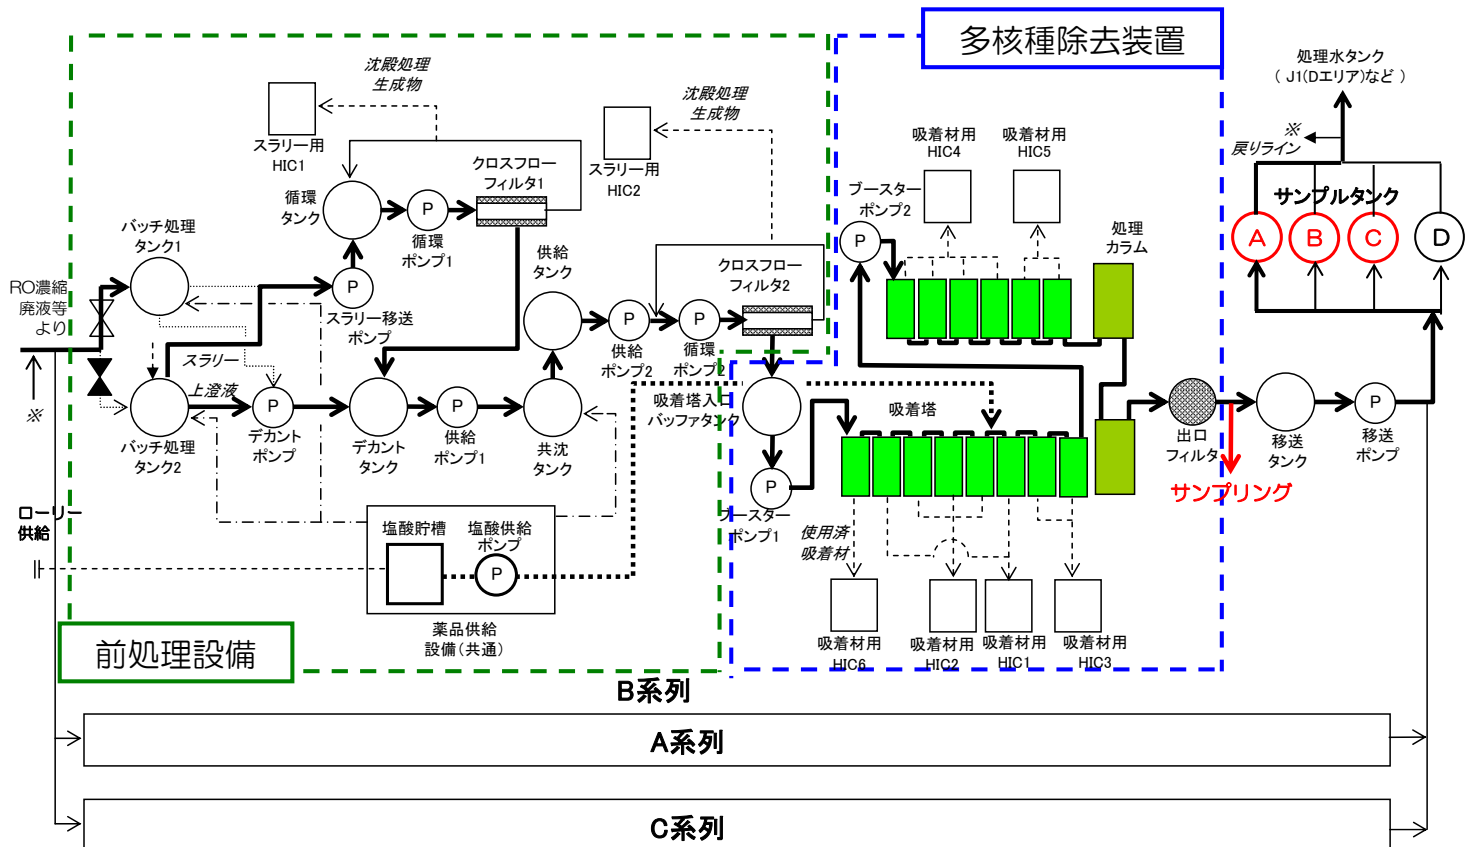 多核種除去装置
処理水タンク
( J1(Dエリア)など )
※
戻りライン
サンプルタンク
A
B
C
D
沈殿処理
生成物
スラリー用
HIC1
沈殿処理
生成物
スラリー用
HIC2
クロスフロー
フィルタ1
循環
タンク
P
循環
ポンプ1
吸着材用
HIC4
吸着材用
HIC5
ブースター
ポンプ2
P
処理
カラム
バッチ処理
タンク1
供給
タンク
クロスフロー
フィルタ2
RO濃縮
廃液等
より
P
スラリー移送
ポンプ
P
供給
ポンプ2
P
循環
ポンプ2
スラリー
上澄液
※
バッチ処理
タンク2
P
デカント
ポンプ
デカント
タンク
P
供給
ポンプ1
共沈
タンク
吸着塔入口
バッファタンク
吸着塔
P
ブースター
ポンプ1
出口
フィルタ
移送
タンク
P
移送
ポンプ
サンプリング
ローリー
供給
塩酸貯槽
塩酸供給
ポンプ
P
薬品供給
設備(共通)
使用済
吸着材
吸着材用
HIC6
吸着材用
HIC2
吸着材用
HIC1
吸着材用
HIC3
前処理設備
B系列
A系列
C系列